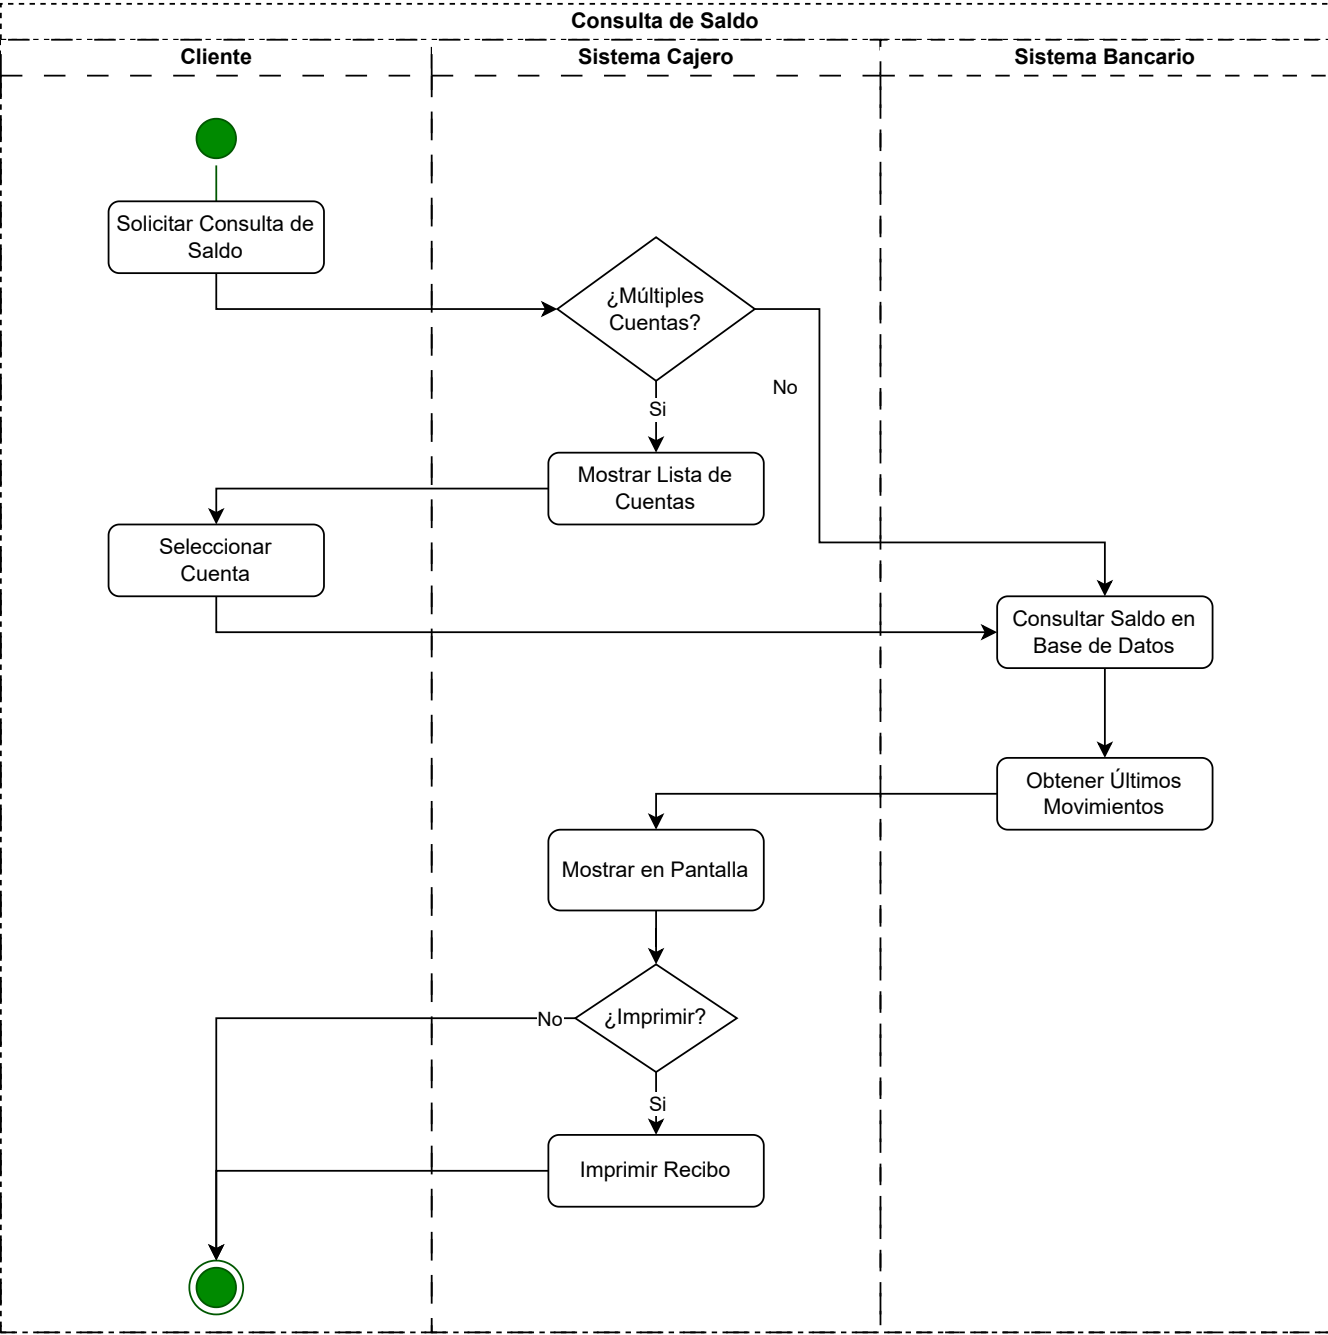 Consulta de Saldo
Cliente
Sistema Cajero
Sistema Bancario
Solicitar Consulta de
Saldo
¿Múltiples
Cuentas?
No
Si
Mostrar Lista de
Cuentas
Seleccionar
Cuenta
Consultar Saldo en
Base de Datos
Obtener Últimos
Movimientos
Mostrar en Pantalla
¿Imprimir?
No
Si
Imprimir Recibo